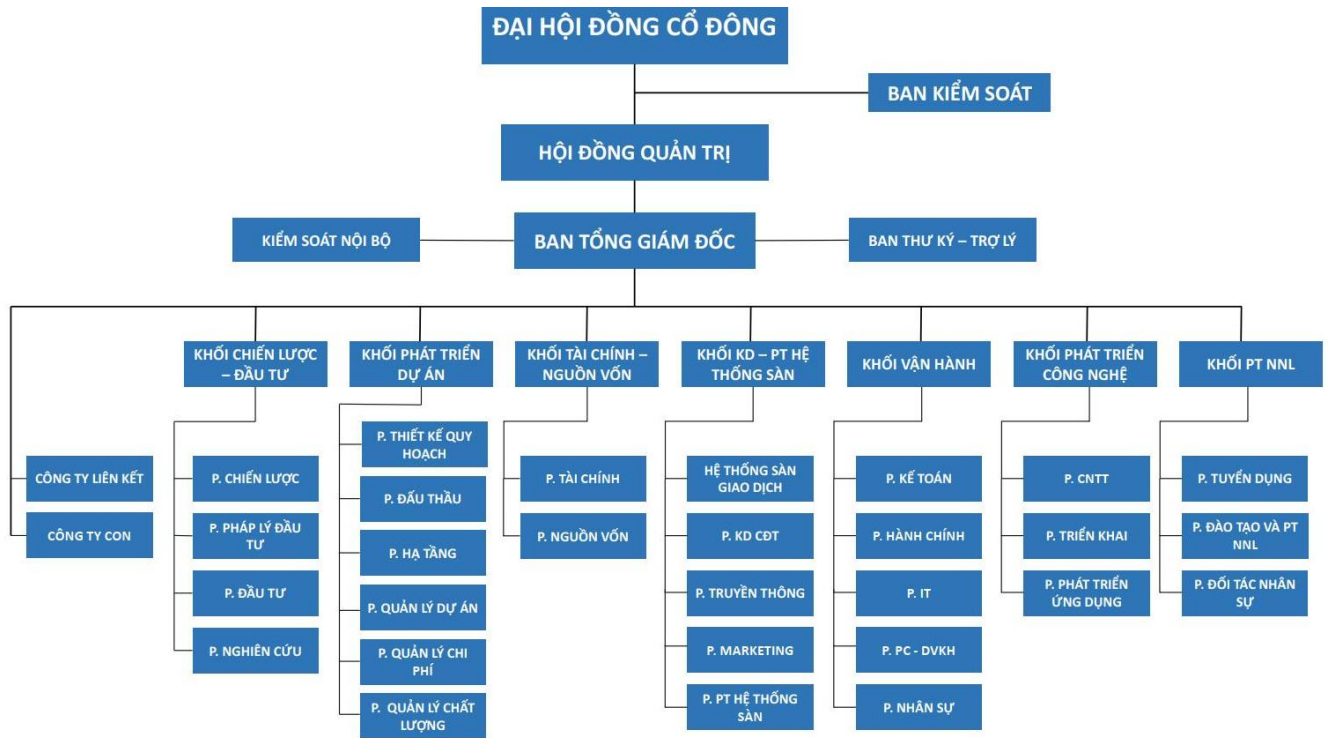 ĐẠI HỘI ĐỒNG CỔ ĐÔNG
BAN KIỂM SOÁT
HỘI ĐỒNG QUẢN TRỊ
KIỂM SOÁT NỘI BỘ
BAN TỔNG GIÁM ĐỐC
BAN THƯ KÝ – TRỢ LÝ
CÔNG TY LIÊN KẾT
CÔNG TY CON
KHỐI CHIẾN LƯỢC
– ĐẦU TƯ
P. CHIẾN LƯỢC
P. PHÁP LÝ ĐẦU
TƯ
P. ĐẦU TƯ
P. NGHIÊN CỨU
KHỐI PHÁT TRIỂN
DỰ ÁN
P. THIẾT KẾ QUY
HOẠCH
P. ĐẤU THẦU
P. HẠ TẦNG
P. QUẢN LÝ DỰ ÁN
P. QUẢN LÝ CHI
PHÍ
P. QUẢN LÝ CHẤT
LƯỢNG
KHỐI TÀI CHÍNH –
NGUỒN VỐN
P. TÀI CHÍNH
P. NGUỒN VỐN
KHỐI KD – PT HỆ
THỐNG SÀN
HỆ THỐNG SÀN
GIAO DỊCH
P. KD CĐT
P. TRUYỀN THÔNG
P. MARKETING
P. PT HỆ THỐNG
SÀN
KHỐI VẬN HÀNH
P. KẾ TOÁN
P. HÀNH CHÍNH
P. IT
P. PC - DVKH
P. NHÂN SỰ
KHỐI PHÁT TRIỂN
CÔNG NGHỆ
P. CNTT
P. TRIỂN KHAI
P. PHÁT TRIỂN
ỨNG DỤNG
KHỐI PT NNL
P. TUYỂN DỤNG
P. ĐÀO TẠO VÀ PT
NNL
P. ĐỐI TÁC NHÂN
SỰ